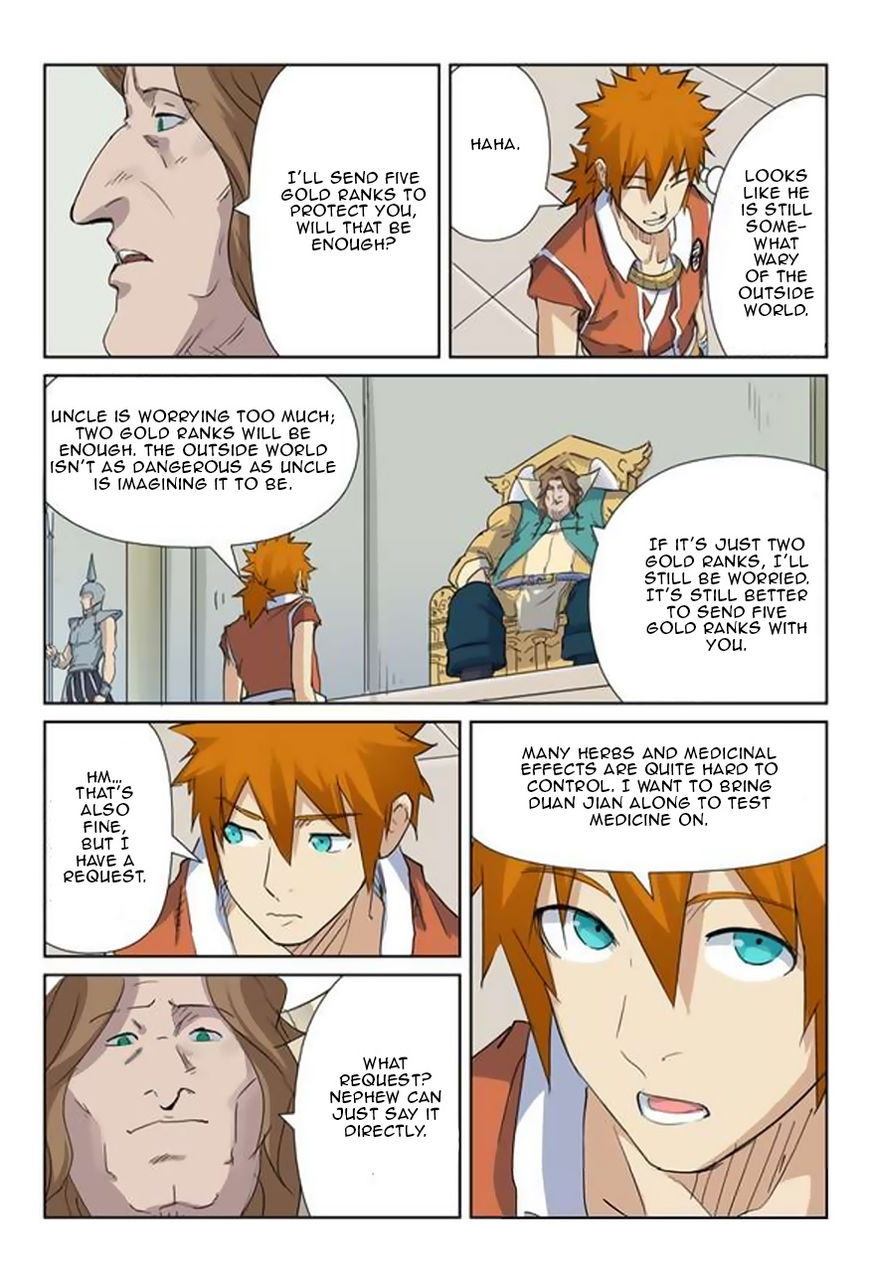 I'LL SEND FIVE
GOLD RANKS TO
PROTECT YOU,
WILL THAT BE
ENOUGH?
HAHA.
LOOKS
LIKE HE
IS STILL
SOME-
WHAT
WARY
OF THE
OUTSIDE
WORLD.
UNCLE IS WORRYING TOO MUCH;
TWO GOLD RANKS WILL BE
ENOUGH. THE OUTSIDE WORLD
ISN'T AS DANGEROUS AS UNCLE
IS IMAGINING IT TO BE.
IF IT'S JUST TWO
GOLD RANKS, I'LL
STILL BE WORRIED.
IT'S STILL BETTER
TO SEND FIVE
GOLD RANKS WITH
YOU.
HM...
THAT'S
ALSO
FINE,
BUT I
HAVE A
REQUEST.
WHAT
REQUEST?
NEPHEW CAN
JUST SAY IT
DIRECTLY.
MANY HERBS AND MEDICINAL
EFFECTS ARE QUITE HARD TO
CONTROL. I WANT TO BRING
DUAN JIAN ALONG TO TEST
MEDICINE ON.